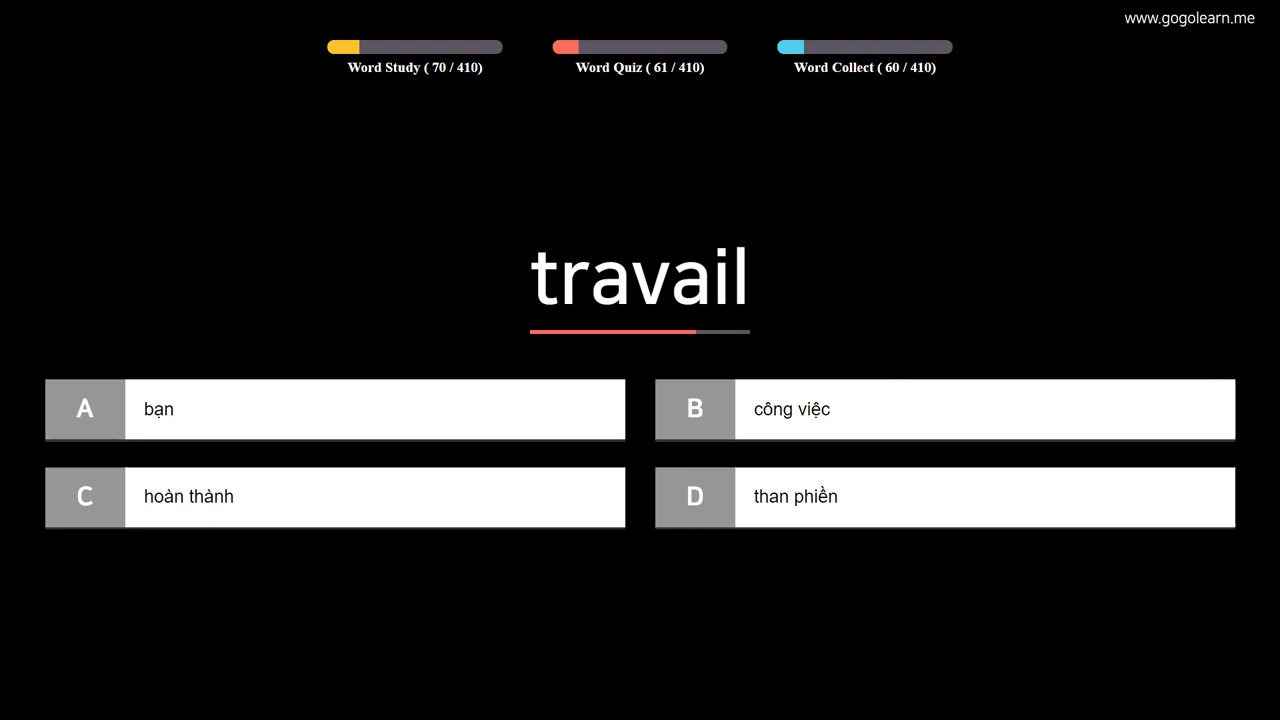 www.gogolearn.me
Word Study ( 70 / 410)
Word Quiz ( 61 / 410)
Word Collect ( 60 / 410)
travail
A bạn
B công việc
C hoàn thành
D than phiền